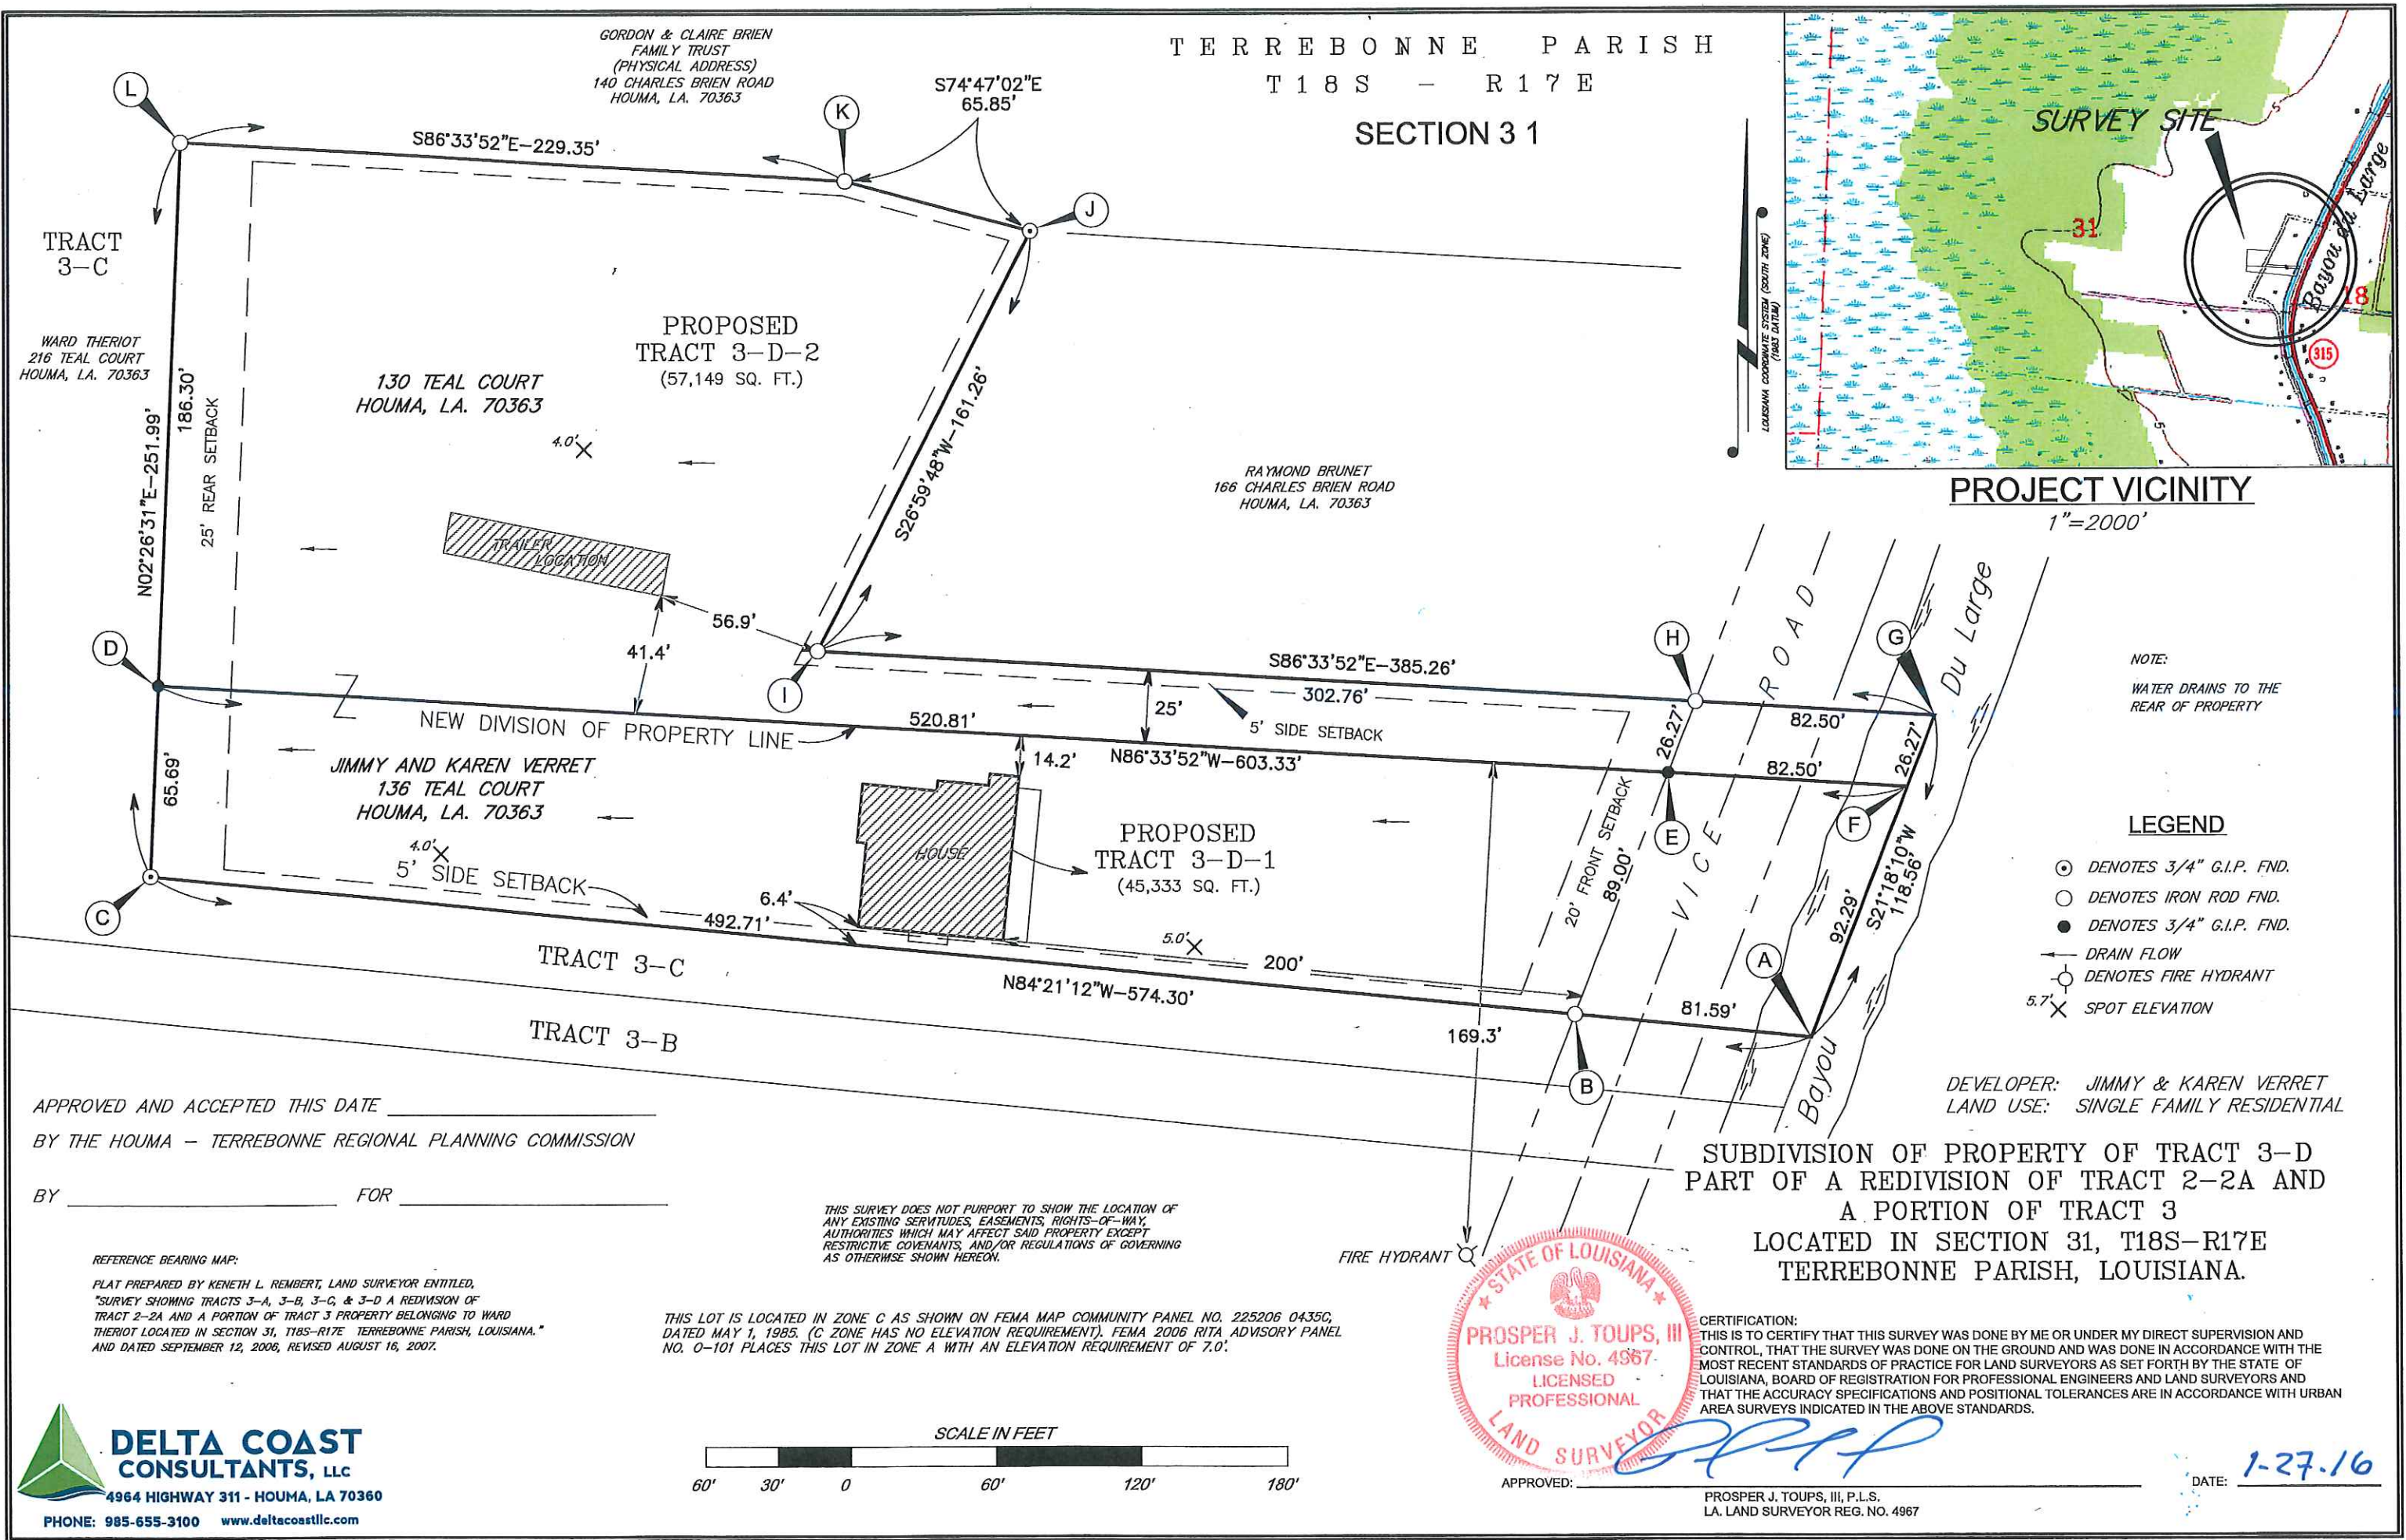 GORDON & CLAIRE BRIEN
FAMILY TRUST
(PHYSICAL ADDRESS)
140 CHARLES BRIEN ROAD
HOUMA, LA. 70363
TERREBONNE PARISH
T18S - R17E
SECTION 3 1
L
K
J
S74°47'02"E
65.85'
S86°33'52"E-229.35'
TRACT
3-C
WARD THERIOT
216 TEAL COURT
HOUMA, LA. 70363
N02°26'31"E-251.99'
186.30'
25' REAR SETBACK
PROPOSED
TRACT 3-D-2
(57,149 SQ. FT.)
130 TEAL COURT
HOUMA, LA. 70363
4.0'
S26°59'48"W-161.26'
RAYMOND BRUNET
166 CHARLES BRIEN ROAD
HOUMA, LA. 70363
LOUISIANA COORDINATE SYSTEM (SOUTH ZONE)
(1983 DATUM)
SURVEY SITE
31
5
5
Bayou du Large
18
315
PROJECT VICINITY
1"=2000'
TRAILER
LOCATION
56.9'
41.4'
D
I
H
G
S86°33'52"E-385.26'
302.76'
5' SIDE SETBACK
25'
26.27'
82.50'
26.27'
VICE ROAD
Bayou Du Large
NOTE:
WATER DRAINS TO THE
REAR OF PROPERTY
NEW DIVISION OF PROPERTY LINE
520.81'
N86°33'52"W-603.33'
82.50'
E
F
65.69'
JIMMY AND KAREN VERRET
136 TEAL COURT
HOUMA, LA. 70363
14.2'
HOUSE
PROPOSED
TRACT 3-D-1
(45,333 SQ. FT.)
20' FRONT SETBACK
89.00'
92.29'
S21°18'10"W
118.56'
4.0'
5' SIDE SETBACK
C
6.4'
492.71'
5.0'
200'
N84°21'12"W-574.30'
81.59'
A
B
169.3'
TRACT 3-C
TRACT 3-B
FIRE HYDRANT
LEGEND
DENOTES 3/4" G.I.P. FND.
DENOTES IRON ROD FND.
DENOTES 3/4" G.I.P. FND.
DRAIN FLOW
DENOTES FIRE HYDRANT
5.7' SPOT ELEVATION
DEVELOPER: JIMMY & KAREN VERRET
LAND USE: SINGLE FAMILY RESIDENTIAL
SUBDIVISION OF PROPERTY OF TRACT 3-D
PART OF A REDIVISION OF TRACT 2-2A AND
A PORTION OF TRACT 3
LOCATED IN SECTION 31, T18S-R17E
TERREBONNE PARISH, LOUISIANA.
APPROVED AND ACCEPTED THIS DATE
BY THE HOUMA - TERREBONNE REGIONAL PLANNING COMMISSION
BY FOR
REFERENCE BEARING MAP:
PLAT PREPARED BY KENETH L. REMBERT, LAND SURVEYOR ENTITLED,
"SURVEY SHOWING TRACTS 3-A, 3-B, 3-C, & 3-D A REDIVISION OF
TRACT 2-2A AND A PORTION OF TRACT 3 PROPERTY BELONGING TO WARD
THERIOT LOCATED IN SECTION 31, T18S-R17E TERREBONNE PARISH, LOUISIANA."
AND DATED SEPTEMBER 12, 2006, REVISED AUGUST 16, 2007.
THIS SURVEY DOES NOT PURPORT TO SHOW THE LOCATION OF
ANY EXISTING SERVITUDES, EASEMENTS, RIGHTS-OF-WAY,
AUTHORITIES WHICH MAY AFFECT SAID PROPERTY EXCEPT
RESTRICTIVE COVENANTS, AND/OR REGULATIONS OF GOVERNING
AS OTHERWISE SHOWN HEREON.
THIS LOT IS LOCATED IN ZONE C AS SHOWN ON FEMA MAP COMMUNITY PANEL NO. 225206 0435C,
DATED MAY 1, 1985. (C ZONE HAS NO ELEVATION REQUIREMENT). FEMA 2006 RITA ADVISORY PANEL
NO. O-101 PLACES THIS LOT IN ZONE A WITH AN ELEVATION REQUIREMENT OF 7.0'.
DELTA COAST
CONSULTANTS, LLC
4964 HIGHWAY 311 - HOUMA, LA 70360
PHONE: 985-655-3100 www.deltacoastllc.com
SCALE IN FEET
60' 30' 0 60' 120' 180'
STATE OF LOUISIANA
PROSPER J. TOUPS, III
License No. 4967
LICENSED
PROFESSIONAL
LAND SURVEYOR
CERTIFICATION:
THIS IS TO CERTIFY THAT THIS SURVEY WAS DONE BY ME OR UNDER MY DIRECT SUPERVISION AND
CONTROL, THAT THE SURVEY WAS DONE ON THE GROUND AND WAS DONE IN ACCORDANCE WITH THE
MOST RECENT STANDARDS OF PRACTICE FOR LAND SURVEYORS AS SET FORTH BY THE STATE OF
LOUISIANA, BOARD OF REGISTRATION FOR PROFESSIONAL ENGINEERS AND LAND SURVEYORS AND
THAT THE ACCURACY SPECIFICATIONS AND POSITIONAL TOLERANCES ARE IN ACCORDANCE WITH URBAN
AREA SURVEYS INDICATED IN THE ABOVE STANDARDS.
APPROVED:
PROSPER J. TOUPS, III, P.L.S.
LA. LAND SURVEYOR REG. NO. 4967
DATE: 1-27-16